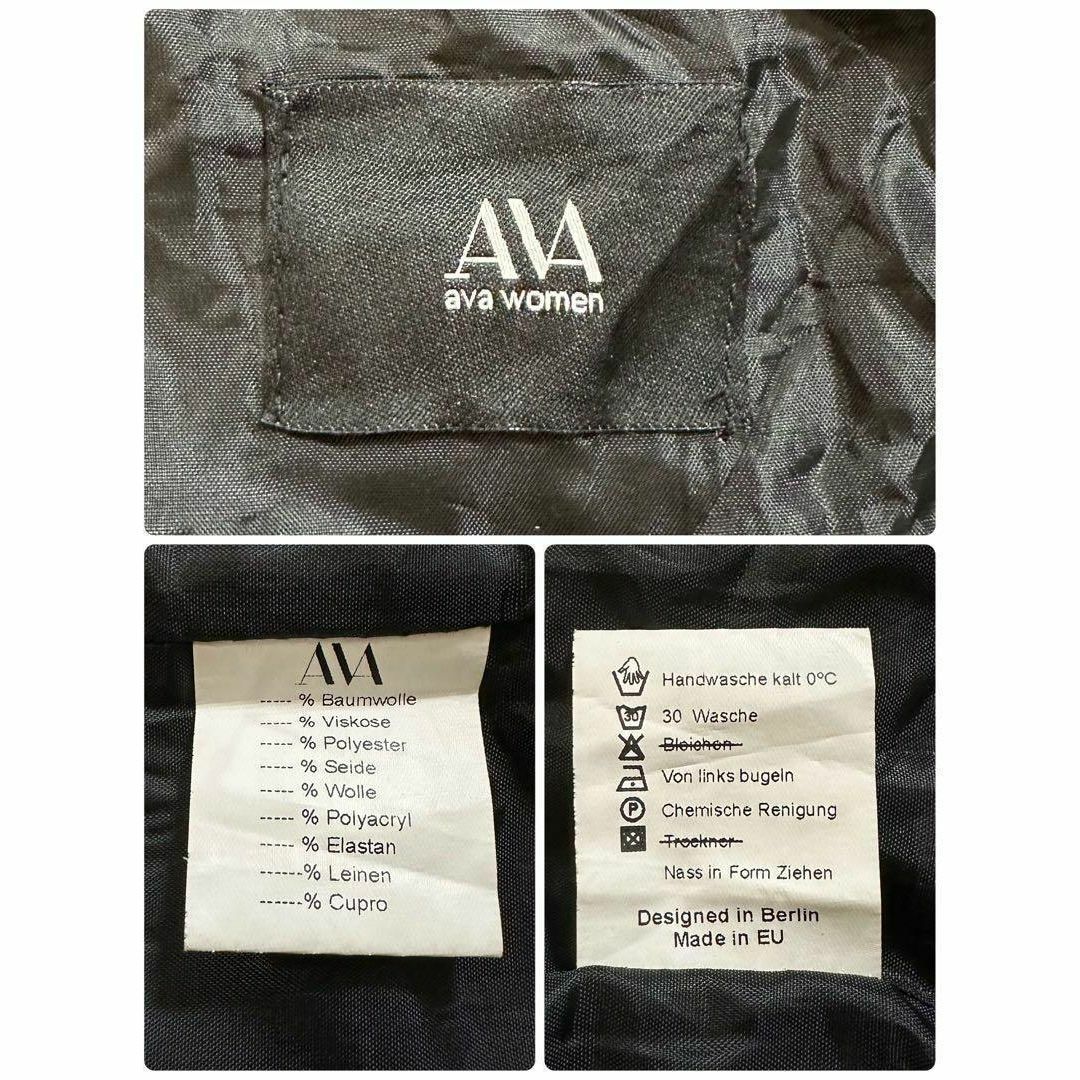 AVA
ava women
AVA
----- % Baumwolle
----- % Viskose
----- % Polyester
----- % Seide
----- % Wolle
----- % Polyacryl
----- % Elastan
------% Leinen
------% Cupro
Handwasche kalt 0°C
30 30 Wasche
Bleichen
Von links bugeln
P Chemische Renigung
Trockner
Nass in Form Ziehen
Designed in Berlin
Made in EU